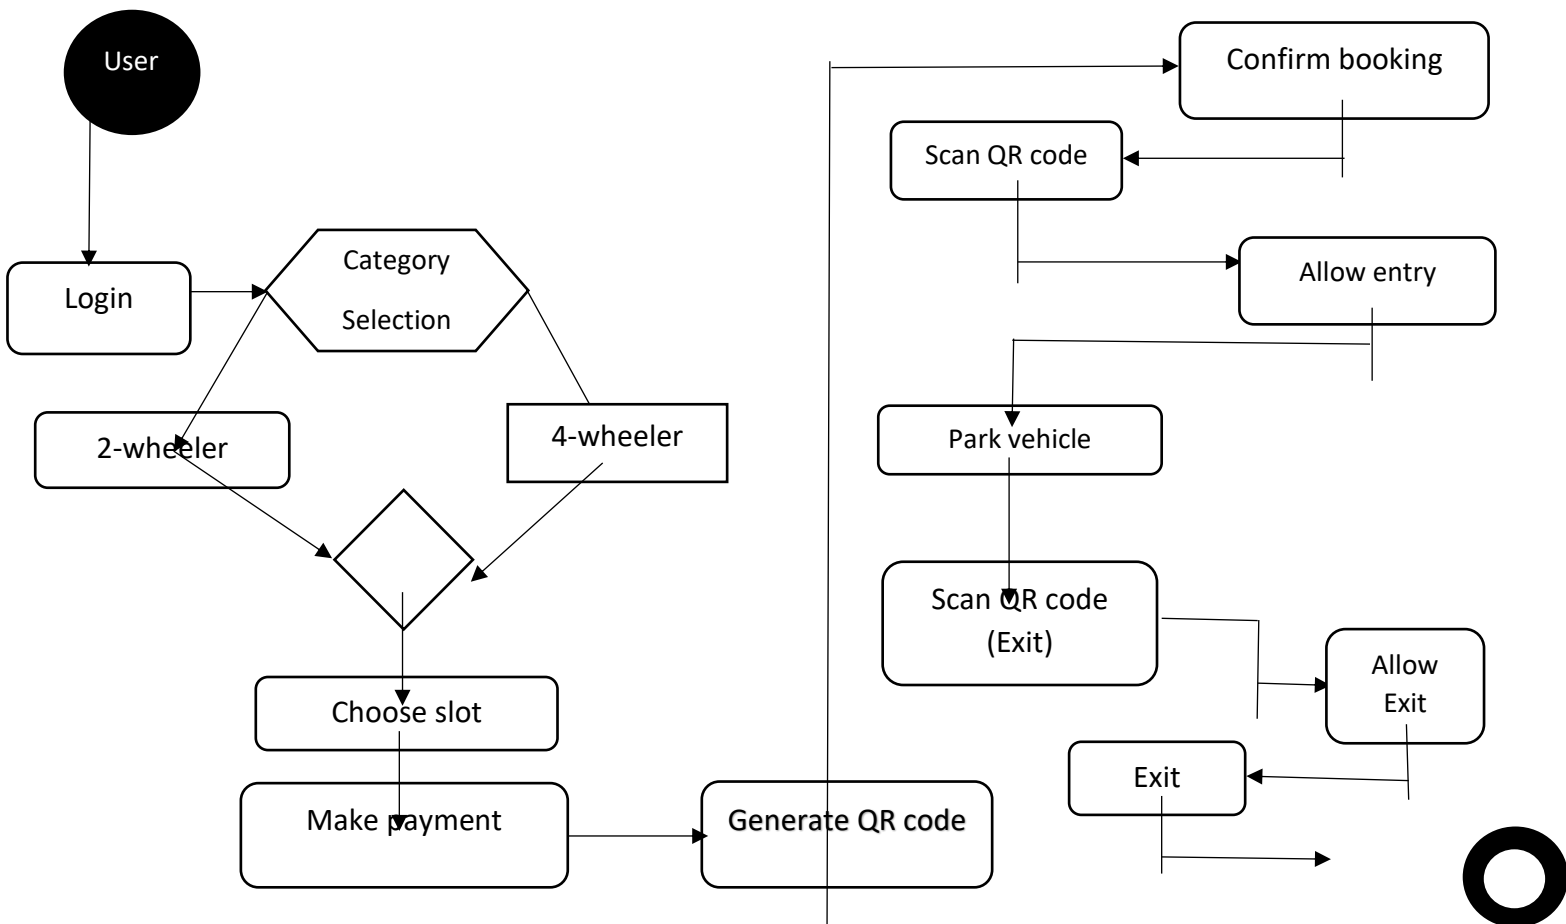 User
Login
Category
Selection
2-wheeler
4-wheeler
Choose slot
Make payment
Generate QR code
Confirm booking
Scan QR code
Allow entry
Park vehicle
Scan QR code
(Exit)
Allow
Exit
Exit